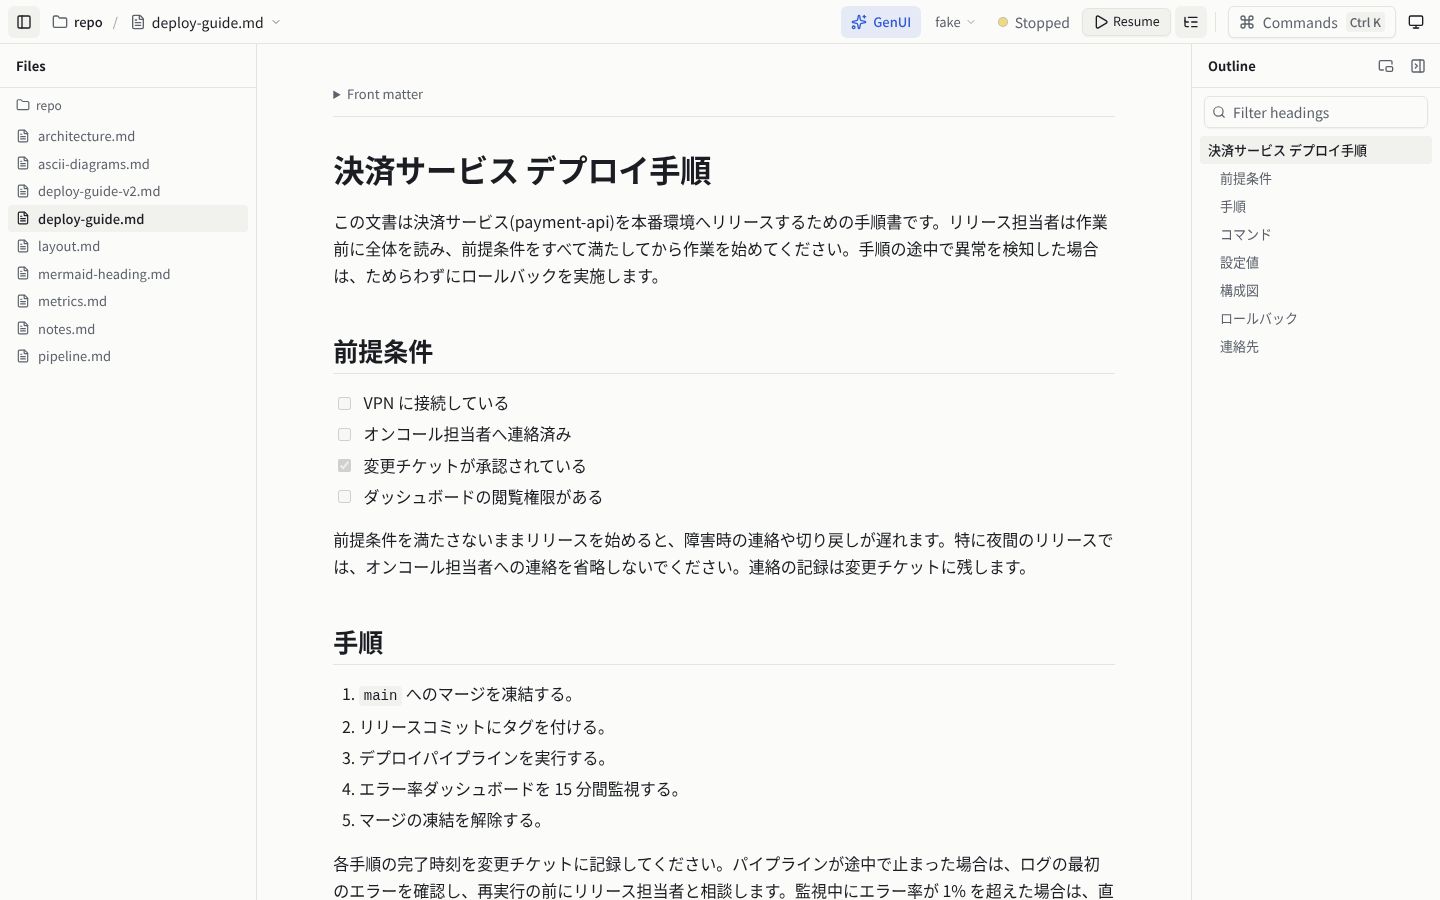 repo / deploy-guide.md
GenUI fake Stopped Resume Commands Ctrl K
Files
repo
architecture.md
ascii-diagrams.md
deploy-guide-v2.md
deploy-guide.md
layout.md
mermaid-heading.md
metrics.md
notes.md
pipeline.md
Front matter
決済サービス デプロイ手順
この文書は決済サービス(payment-api)を本番環境へリリースするための手順書です。リリース担当者は作業
前に全体を読み、前提条件をすべて満たしてから作業を始めてください。手順の途中で異常を検知した場合
は、ためらわずにロールバックを実施します。
前提条件
VPN に接続している
オンコール担当者へ連絡済み
変更チケットが承認されている
ダッシュボードの閲覧権限がある
前提条件を満たさないままリリースを始めると、障害時の連絡や切り戻しが遅れます。特に夜間のリリースで
は、オンコール担当者への連絡を省略しないでください。連絡の記録は変更チケットに残します。
手順
1. main へのマージを凍結する。
2. リリースコミットにタグを付ける。
3. デプロイパイプラインを実行する。
4. エラー率ダッシュボードを 15 分間監視する。
5. マージの凍結を解除する。
各手順の完了時刻を変更チケットに記録してください。パイプラインが途中で止まった場合は、ログの最初
のエラーを確認し、再実行の前にリリース担当者と相談します。監視中にエラー率が 1% を超えた場合は、直
Outline
Filter headings
決済サービス デプロイ手順
前提条件
手順
コマンド
設定値
構成図
ロールバック
連絡先